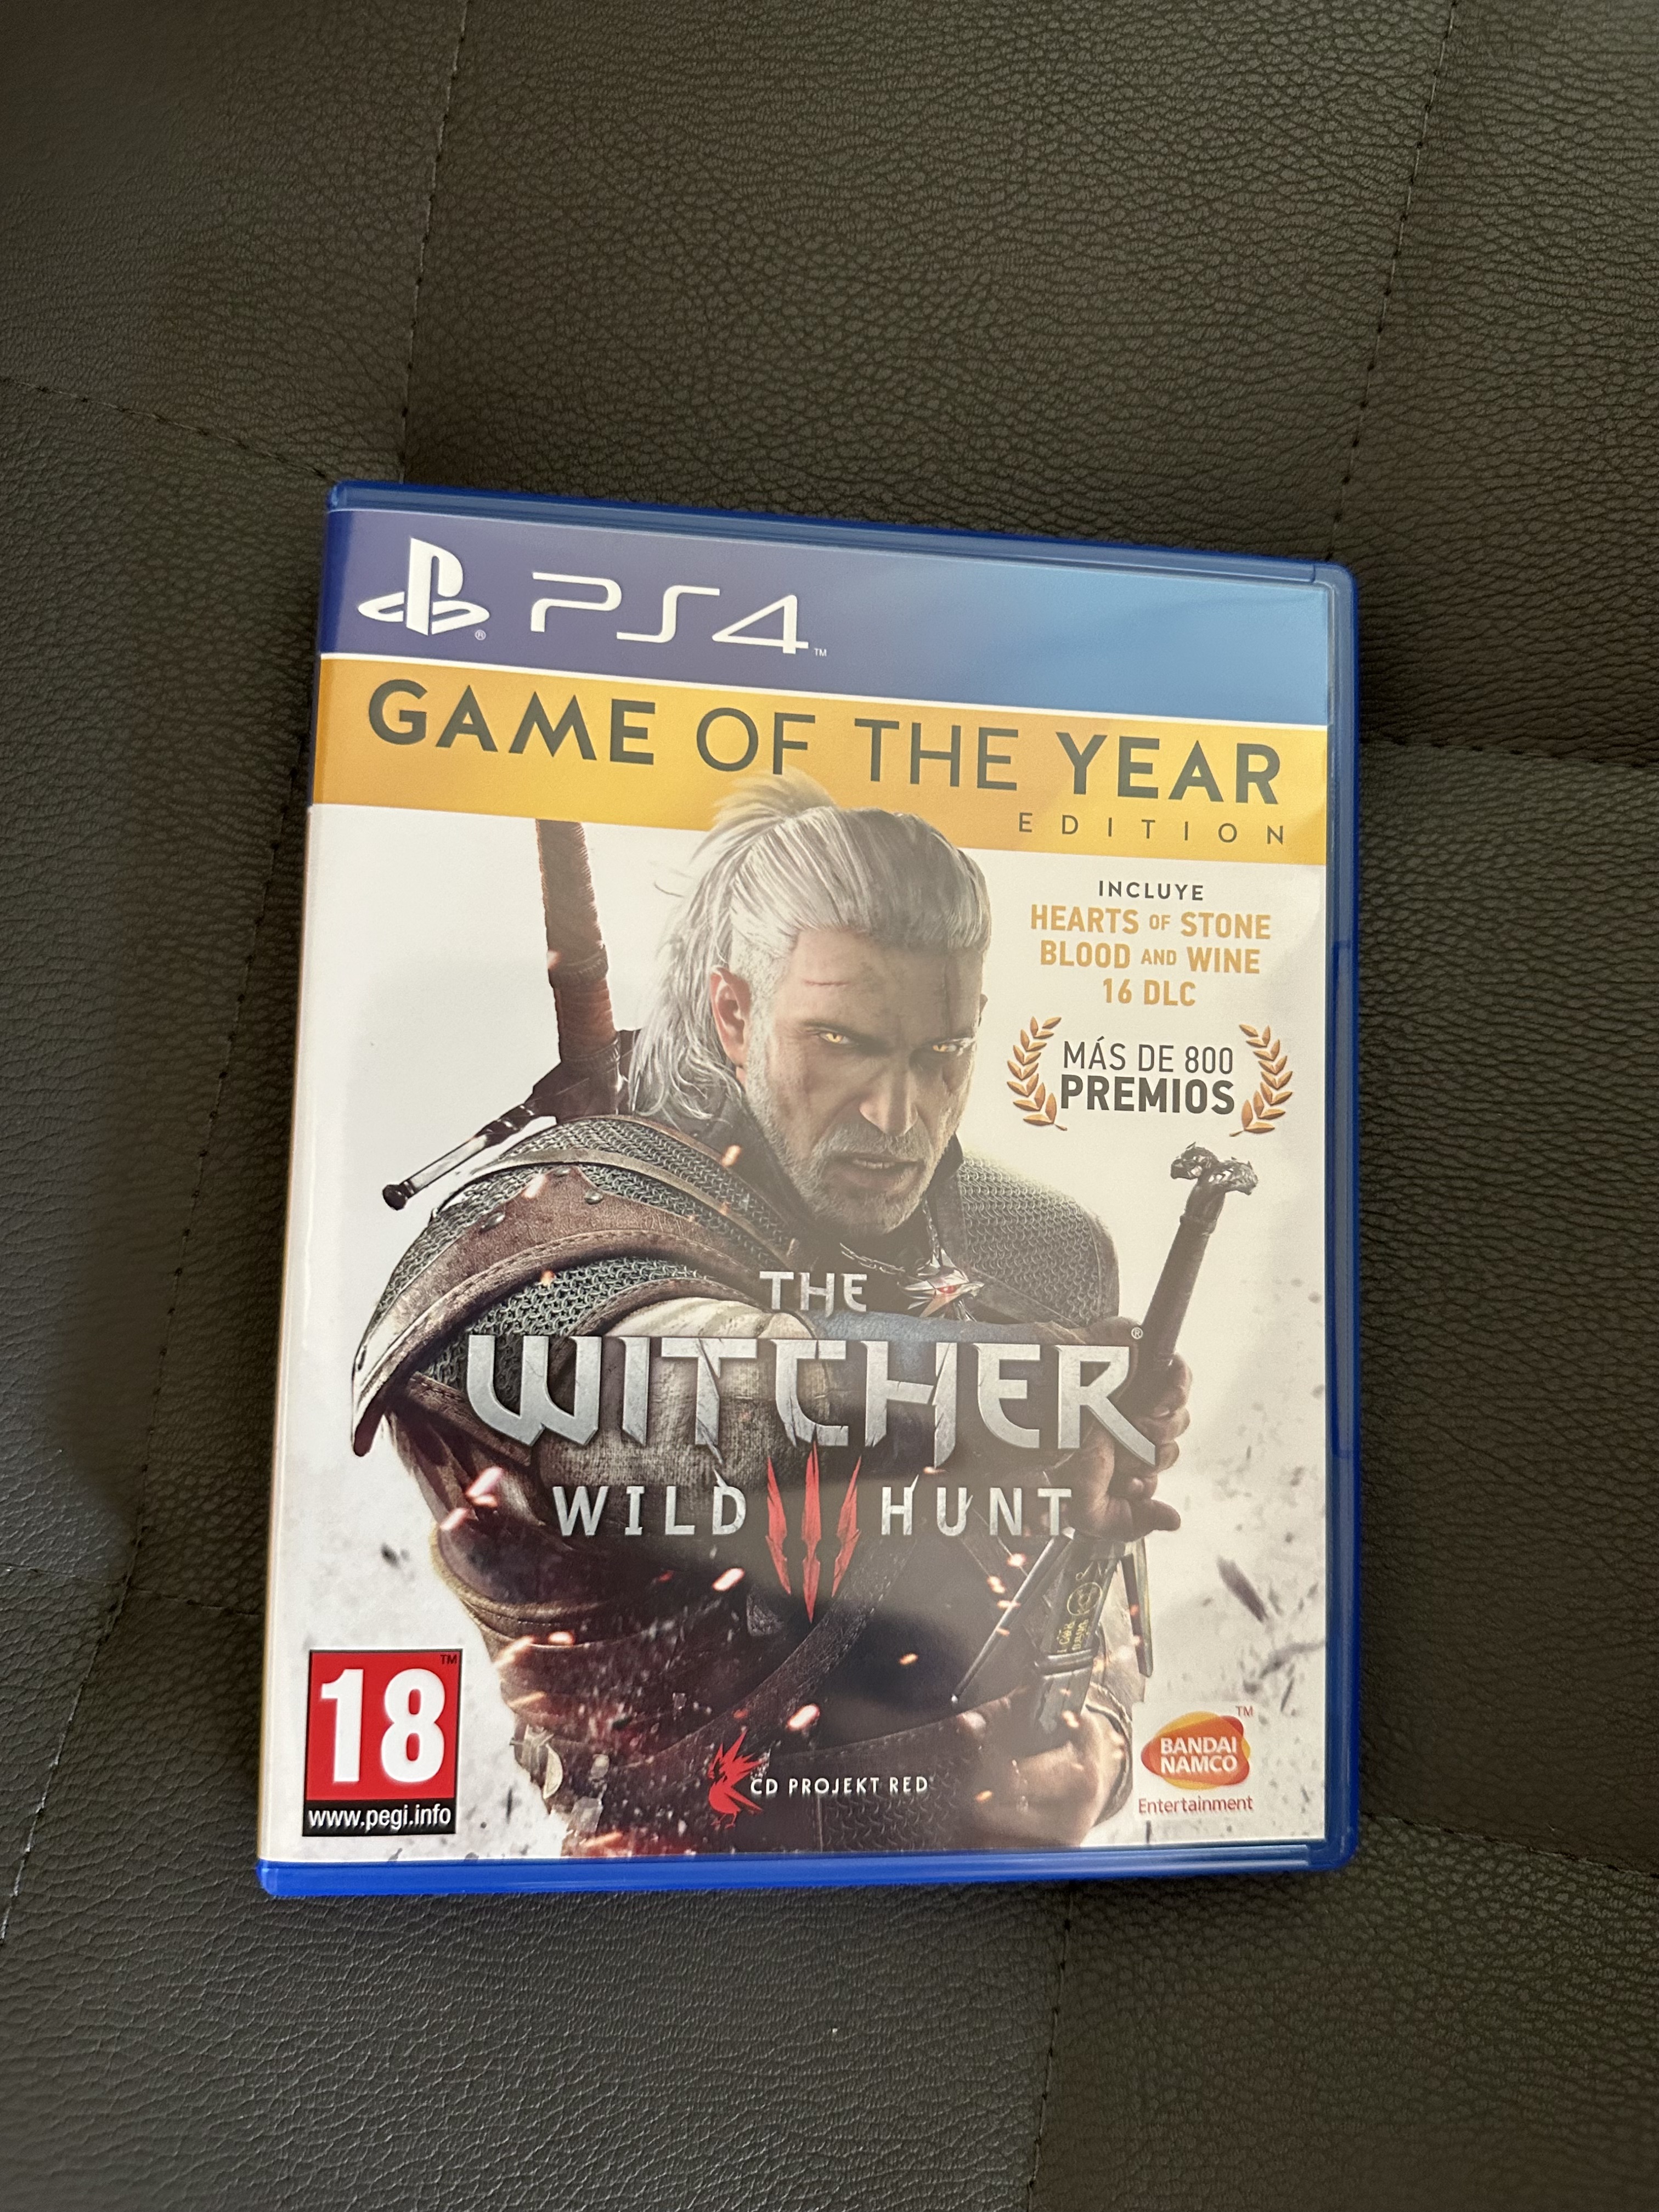 PS4
GAME OF THE YEAR
EDITION
INCLUYE
HEARTS OF STONE
BLOOD AND WINE
16 DLC
MÁS DE 800
PREMIOS
THE
WITCHER
WILD HUNT
18
www.pegi.info
CD PROJEKT RED
BANDAI
NAMCO
Entertainment